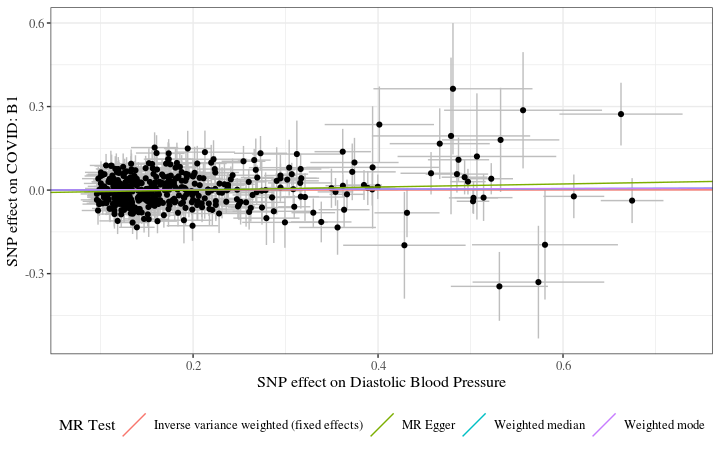 0.6
0.3
0.0
-0.3
SNP effect on COVID: B1
0.2 0.4 0.6
SNP effect on Diastolic Blood Pressure
MR Test Inverse variance weighted (fixed effects) MR Egger Weighted median Weighted mode